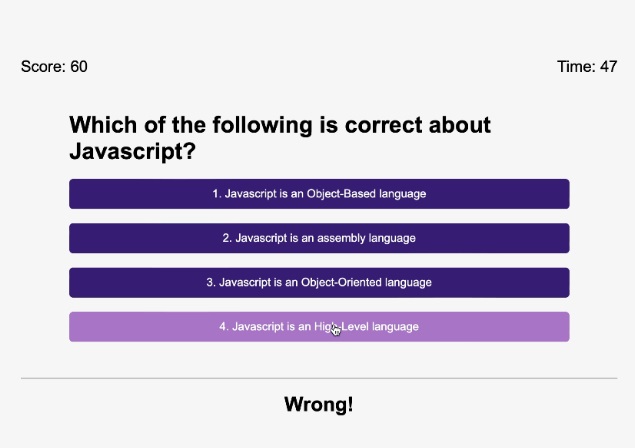 Score: 60
Time: 47
Which of the following is correct about
Javascript?
1. Javascript is an Object-Based language
2. Javascript is an assembly language
3. Javascript is an Object-Oriented language
4. Javascript is an High-Level language
Wrong!